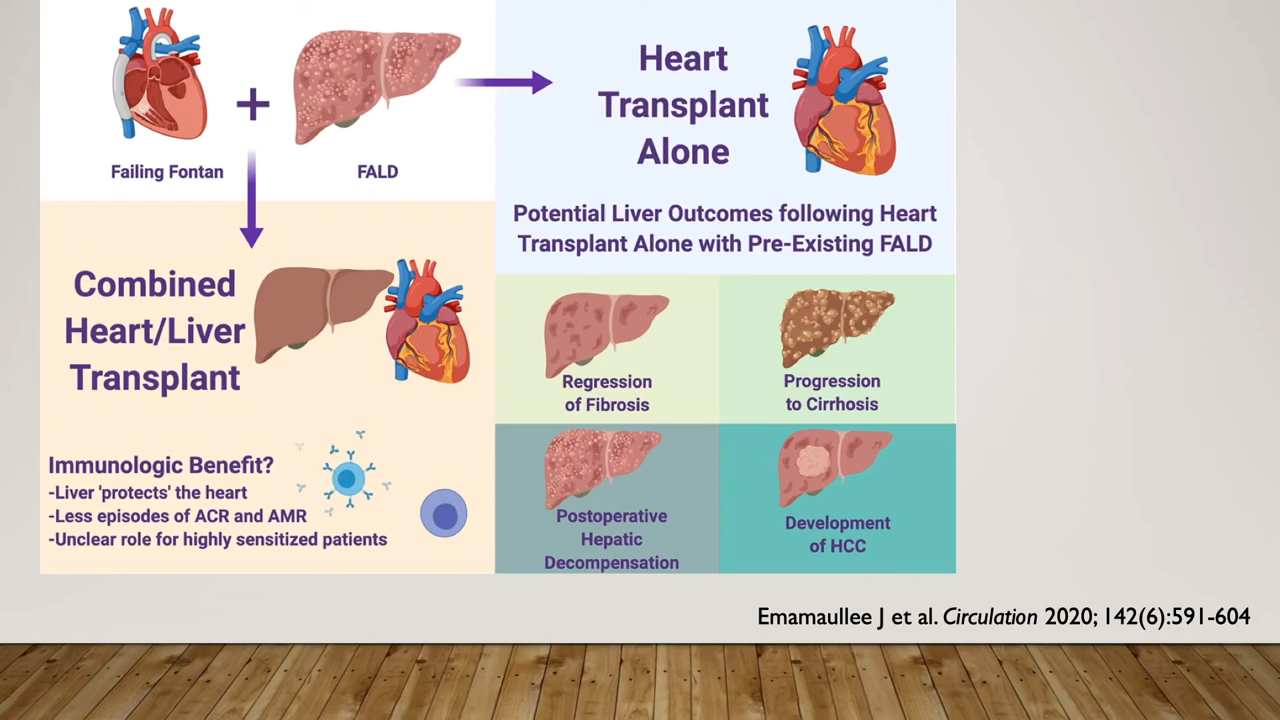 Failing Fontan
+
FALD
Heart
Transplant
Alone
Potential Liver Outcomes following Heart
Transplant Alone with Pre-Existing FALD
Combined
Heart/Liver
Transplant
Immunologic Benefit?
-Liver 'protects' the heart
-Less episodes of ACR and AMR
-Unclear role for highly sensitized patients
Regression
of Fibrosis
Progression
to Cirrhosis
Postoperative
Hepatic
Decompensation
Development
of HCC
Emamaullee J et al. Circulation 2020; 142(6):591-604